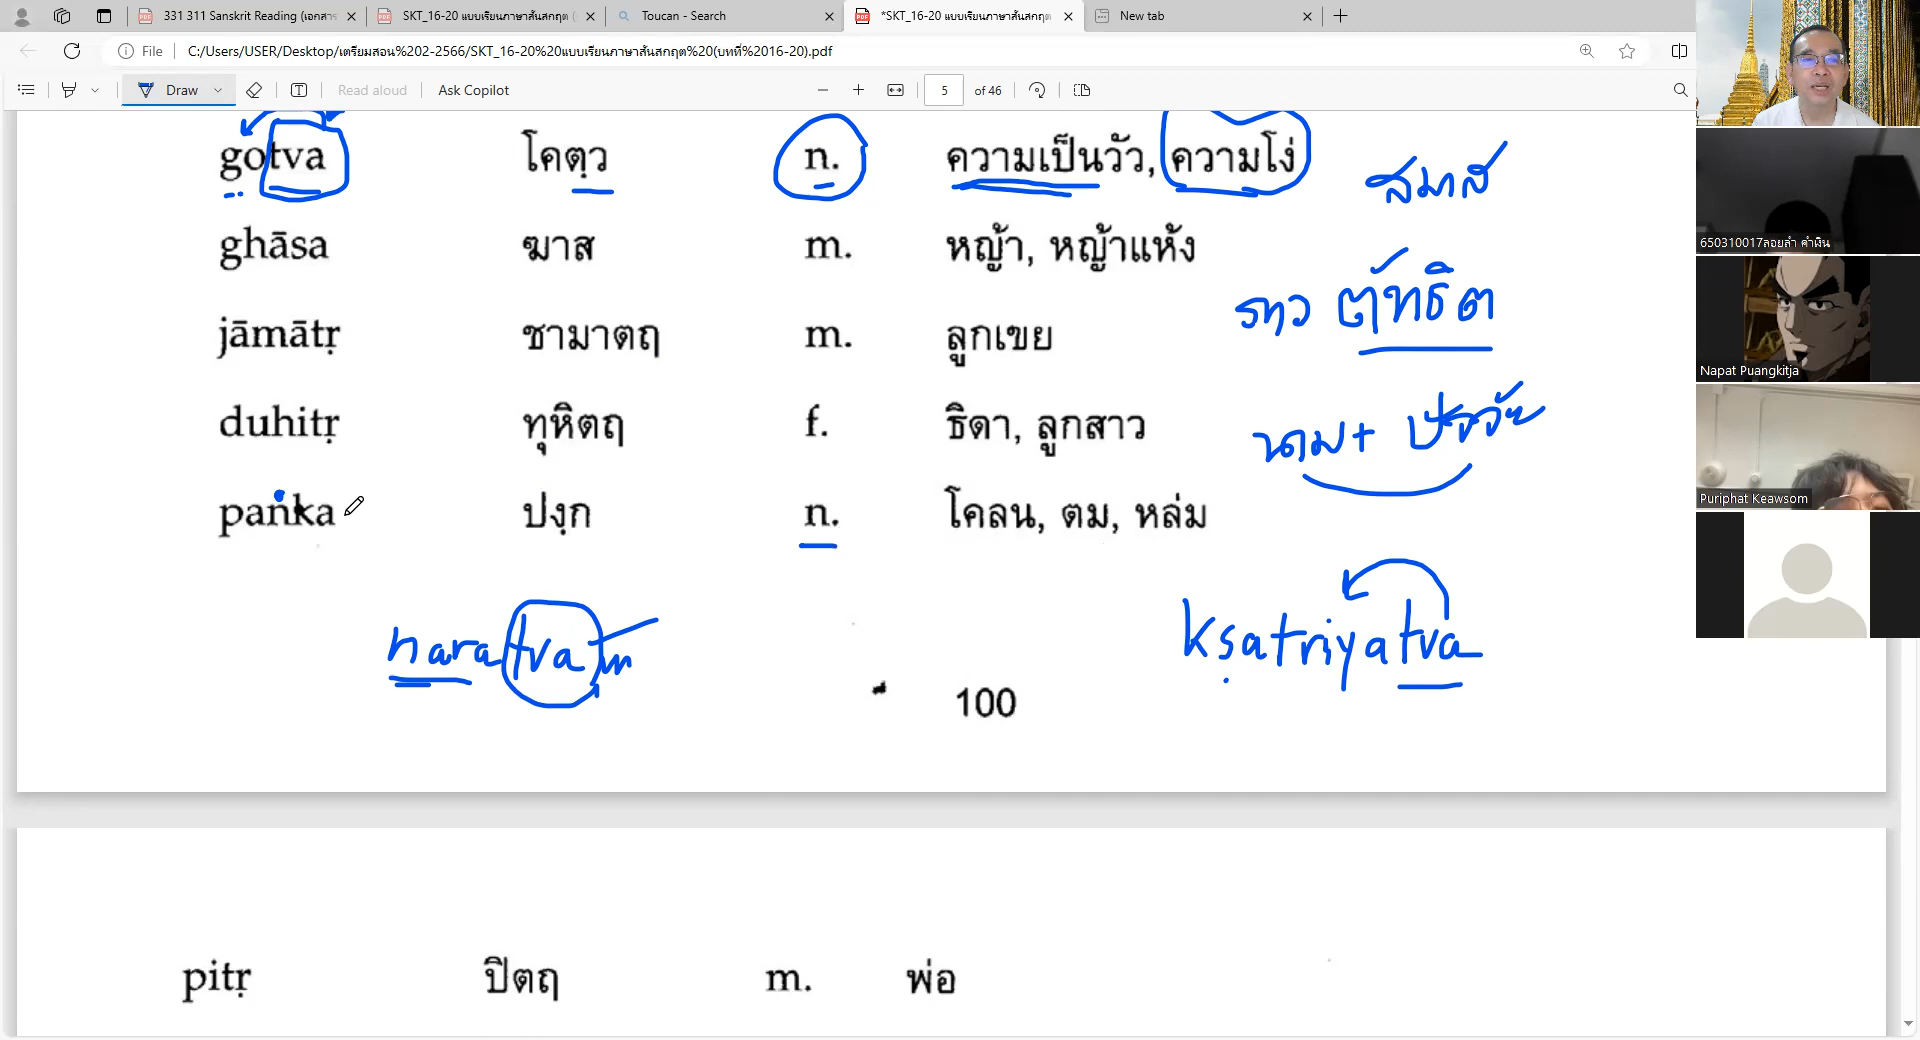 331 311 Sanskrit Reading (เอกสาร
SKT_16-20 แบบเรียนภาษาสันสกฤต
Toucan - Search
*SKT_16-20 แบบเรียนภาษาสันสกฤต
New tab
File C:/Users/USER/Desktop/เตรียมสอน%202-2566/SKT_16-20%20แบบเรียนภาษาสันสกฤต%20(บทที่%2016-20).pdf
Draw Read aloud Ask Copilot 5 of 46
gotva โคตฺว n. ความเป็นวัว, ความโง่ สมาส
ghāsa ฆาส m. หญ้า, หญ้าแห้ง
ตัทธิต
jāmātṛ ชามาตฤ m. ลูกเขย
duhitṛ ทุหิตฤ f. ธิดา, ลูกสาว
นาม + ปัจจัย
paṅka ปงฺก n. โคลน, ตม, หล่ม
naratvam
kṣatriyatva
100
pitṛ ปิตฤ m. พ่อ
650310017ลอยลำ คำผิน
Napat Puangkitja
Puriphat Keawsom